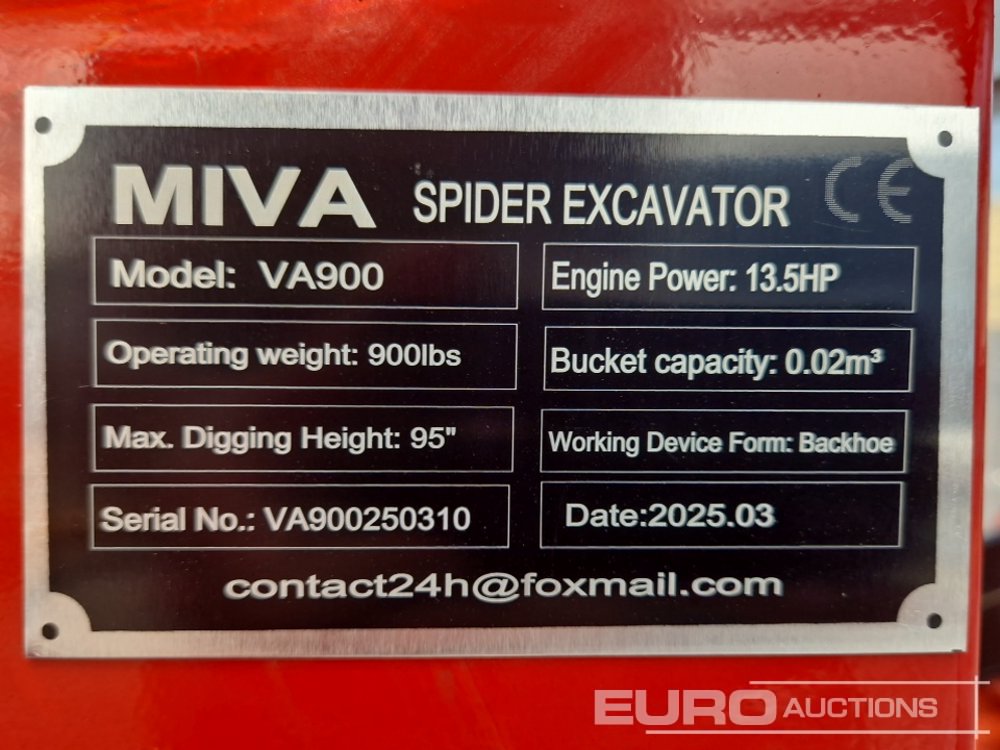 MIVA SPIDER EXCAVATOR CE
Model: VA900
Engine Power: 13.5HP
Operating weight: 900lbs
Bucket capacity: 0.02m³
Max. Digging Height: 95"
Working Device Form: Backhoe
Serial No.: VA900250310
Date:2025.03
contact24h@foxmail.com
EURO AUCTIONS